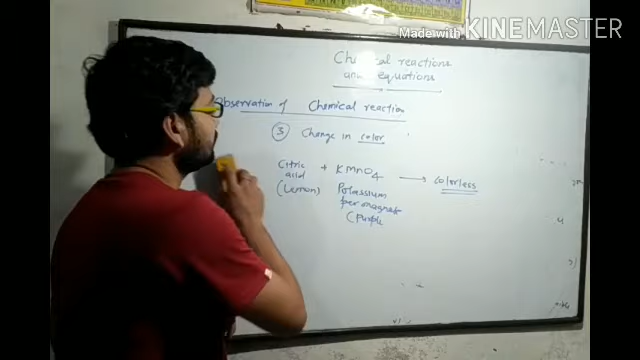 Made with KINEMASTER
Chemical reactions
and equations
Observation of Chemical reaction
3 Change in color
Citric + KMnO4 → colorless
acid
(Lemon) Potassium
permagnate
(Purple